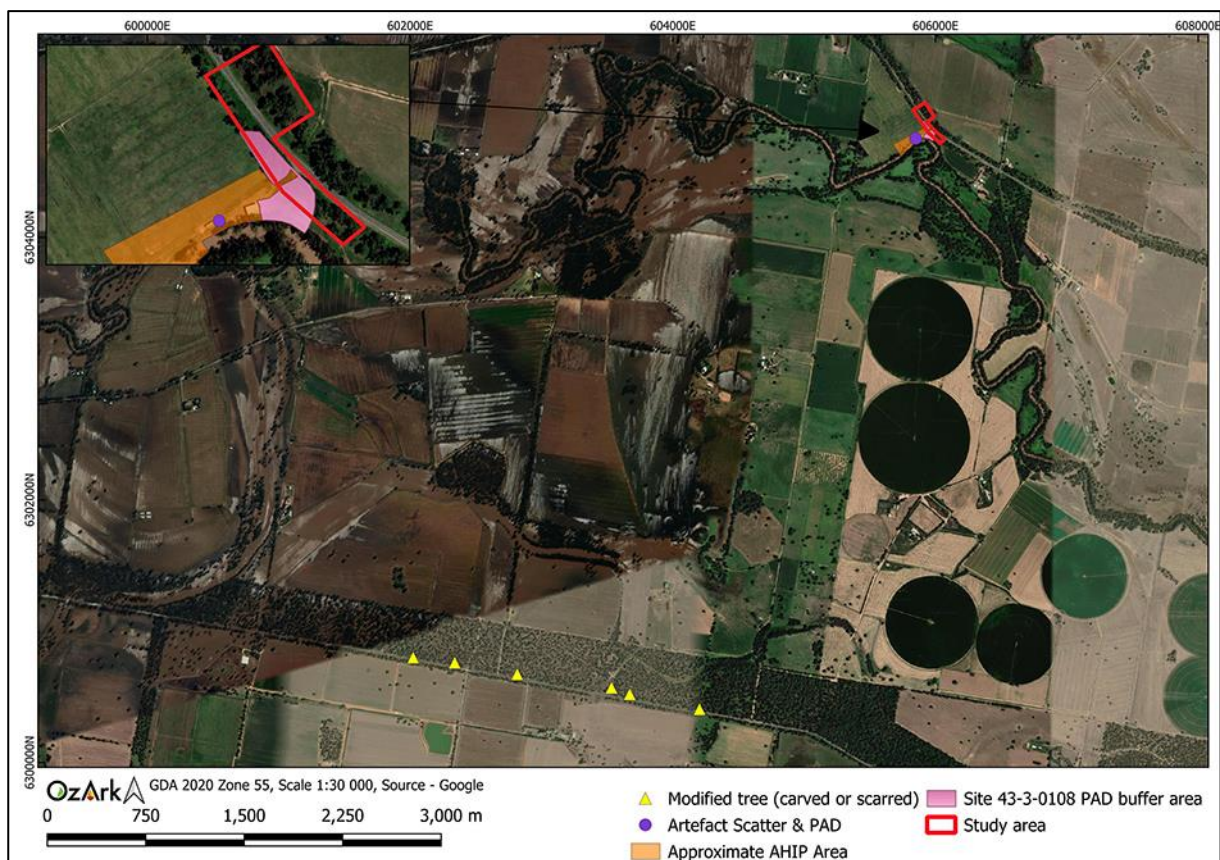 600000E 602000E 604000E 606000E 608000E
6304000N
6302000N
6300000N
OzArk GDA 2020 Zone 55, Scale 1:30 000, Source - Google
0 750 1,500 2,250 3,000 m
Modified tree (carved or scarred)
Artefact Scatter & PAD
Approximate AHIP Area
Site 43-3-0108 PAD buffer area
Study area